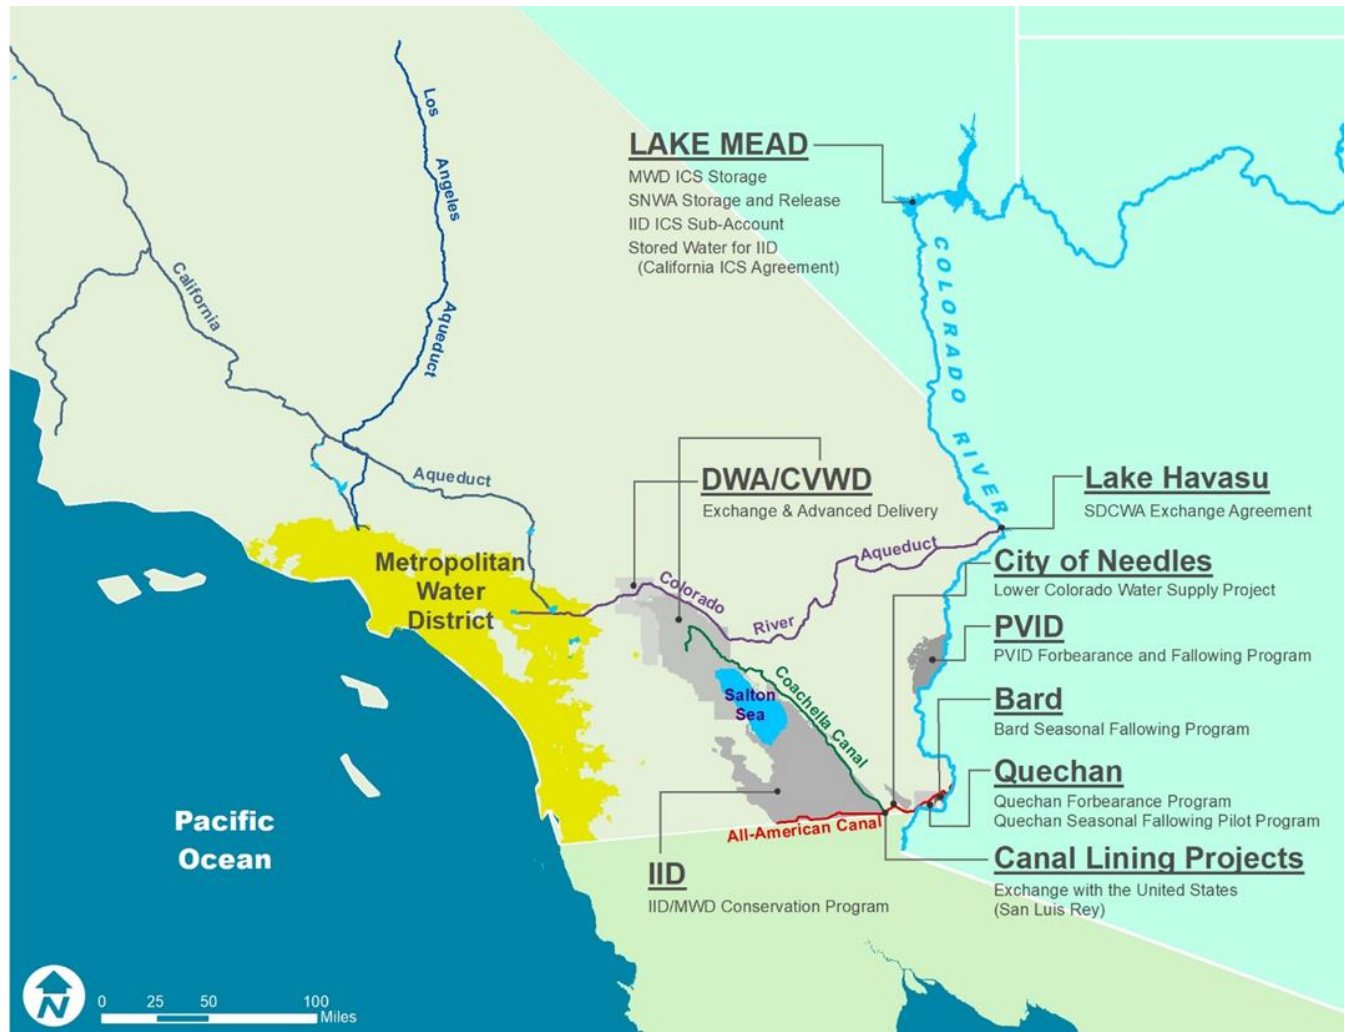 Los
Angeles
Aqueduct
California
Aqueduct
LAKE MEAD
MWD ICS Storage
SNWA Storage and Release
IID ICS Sub-Account
Stored Water for IID
(California ICS Agreement)
COLORADO RIVER
DWA/CVWD
Exchange & Advanced Delivery
Lake Havasu
SDCWA Exchange Agreement
Metropolitan
Water
District
Colorado
River
Aqueduct
City of Needles
Lower Colorado Water Supply Project
PVID
PVID Forbearance and Fallowing Program
Salton
Sea
Coachella Canal
Bard
Bard Seasonal Fallowing Program
Quechan
Quechan Forbearance Program
Quechan Seasonal Fallowing Pilot Program
All-American Canal
Canal Lining Projects
Exchange with the United States
(San Luis Rey)
IID
IID/MWD Conservation Program
Pacific
Ocean
N
0 25 50 100
Miles